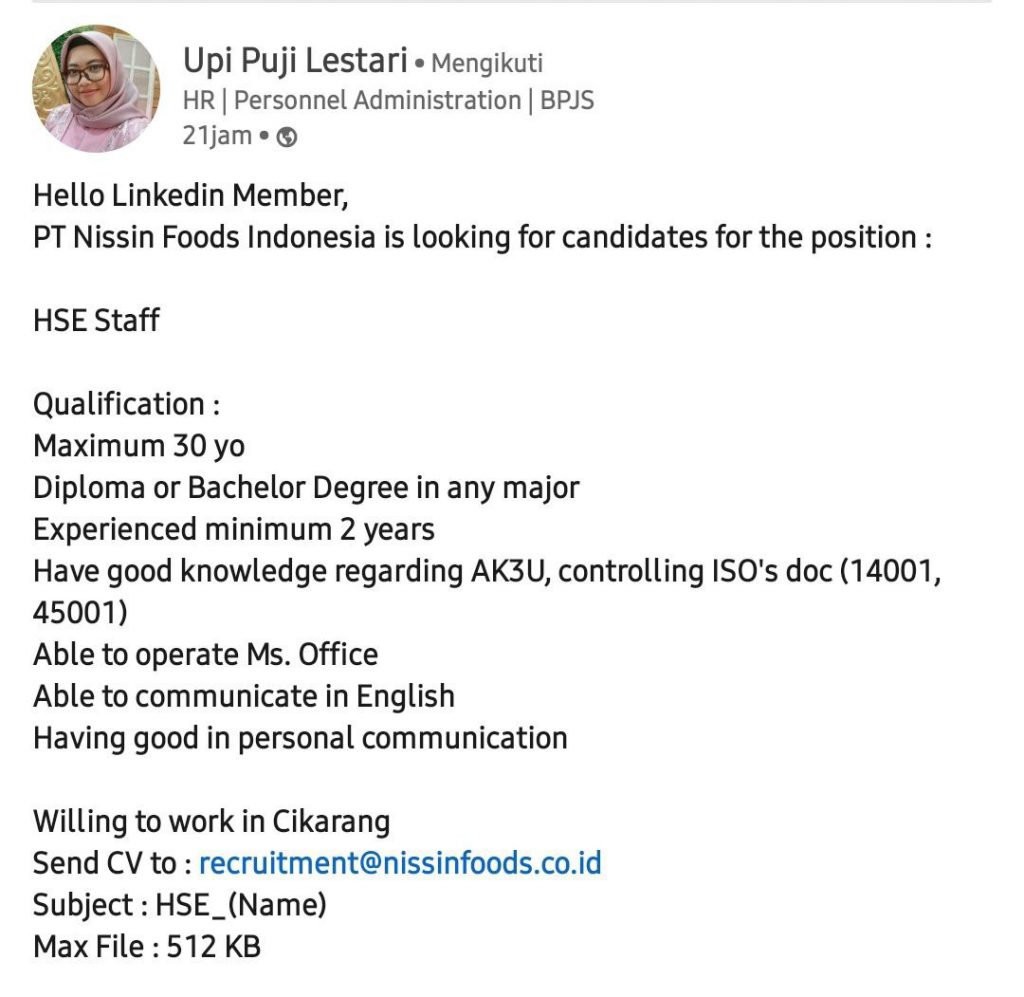 Upi Puji Lestari • Mengikuti
HR | Personnel Administration | BPJS
21jam •
Hello Linkedin Member,
PT Nissin Foods Indonesia is looking for candidates for the position :
HSE Staff
Qualification :
Maximum 30 yo
Diploma or Bachelor Degree in any major
Experienced minimum 2 years
Have good knowledge regarding AK3U, controlling ISO's doc (14001,
45001)
Able to operate Ms. Office
Able to communicate in English
Having good in personal communication
Willing to work in Cikarang
Send CV to : recruitment@nissinfoods.co.id
Subject : HSE_(Name)
Max File : 512 KB